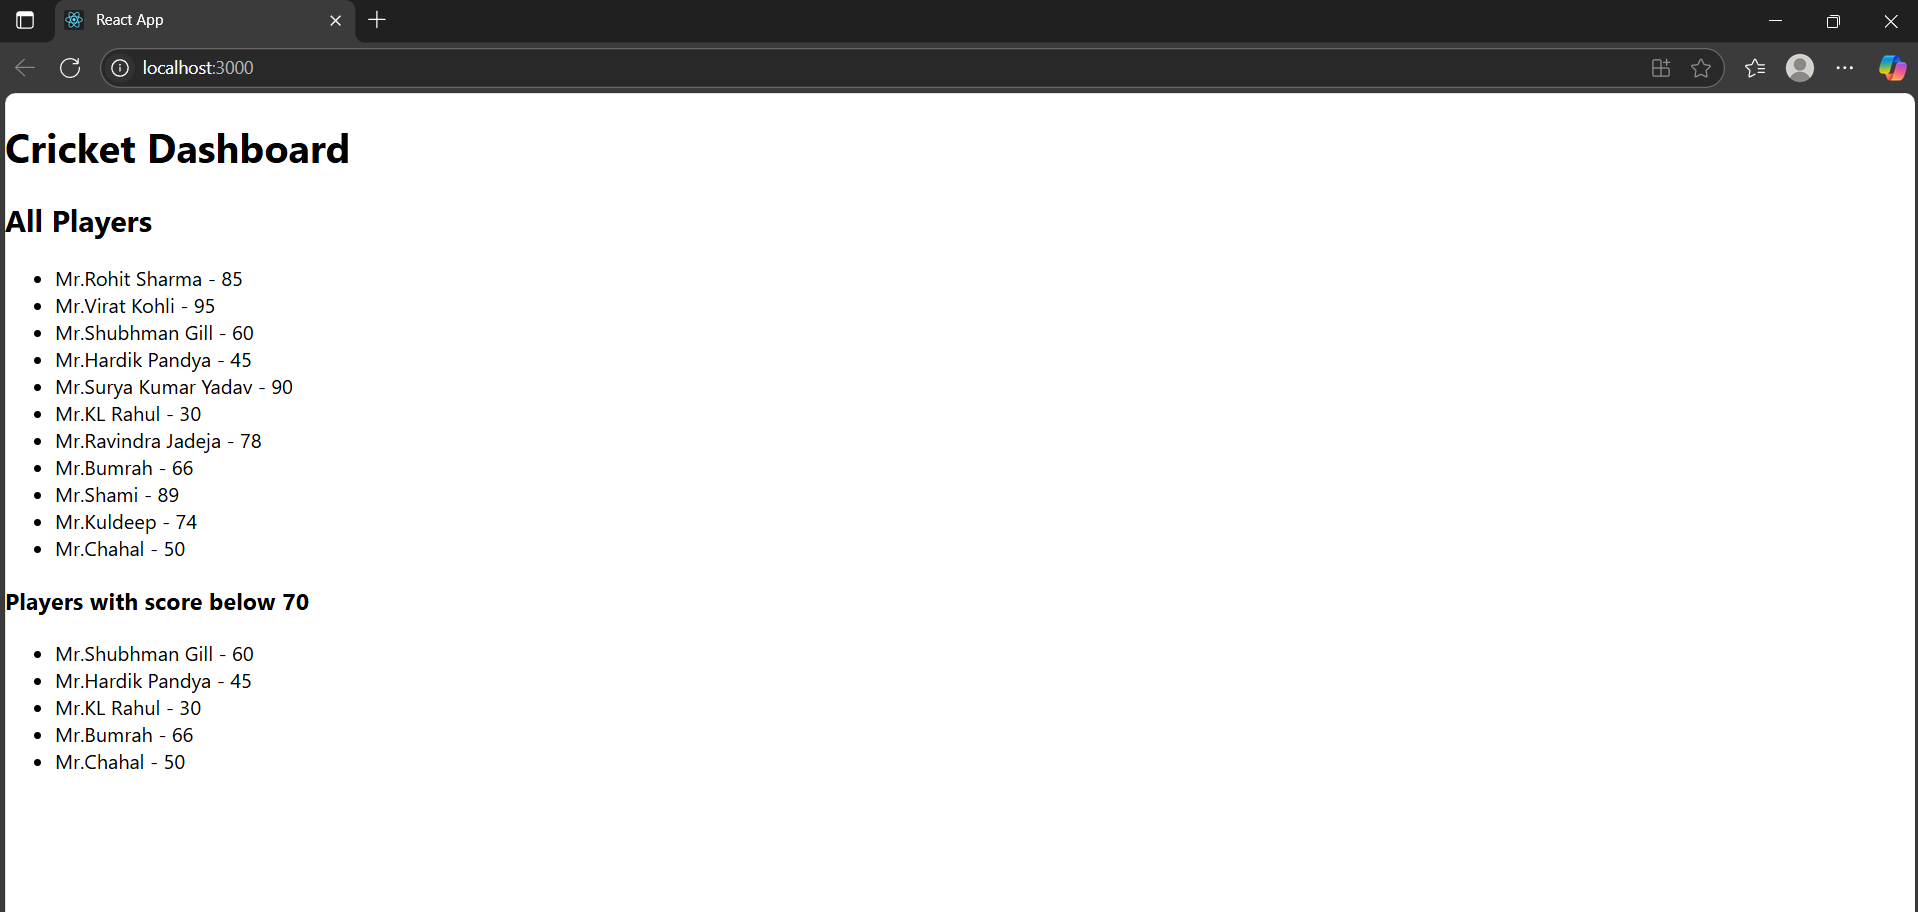 React App
localhost:3000
Cricket Dashboard
All Players
Mr.Rohit Sharma - 85
Mr.Virat Kohli - 95
Mr.Shubhman Gill - 60
Mr.Hardik Pandya - 45
Mr.Surya Kumar Yadav - 90
Mr.KL Rahul - 30
Mr.Ravindra Jadeja - 78
Mr.Bumrah - 66
Mr.Shami - 89
Mr.Kuldeep - 74
Mr.Chahal - 50
Players with score below 70
Mr.Shubhman Gill - 60
Mr.Hardik Pandya - 45
Mr.KL Rahul - 30
Mr.Bumrah - 66
Mr.Chahal - 50